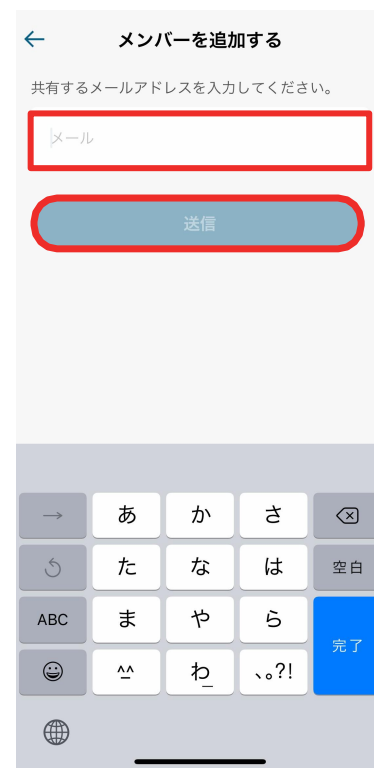 メンバーを追加する
共有するメールアドレスを入力してください。
メール
送信
→ あ か さ
た な は 空白
ABC ま や ら 完了
^^ わ_ 、。?!